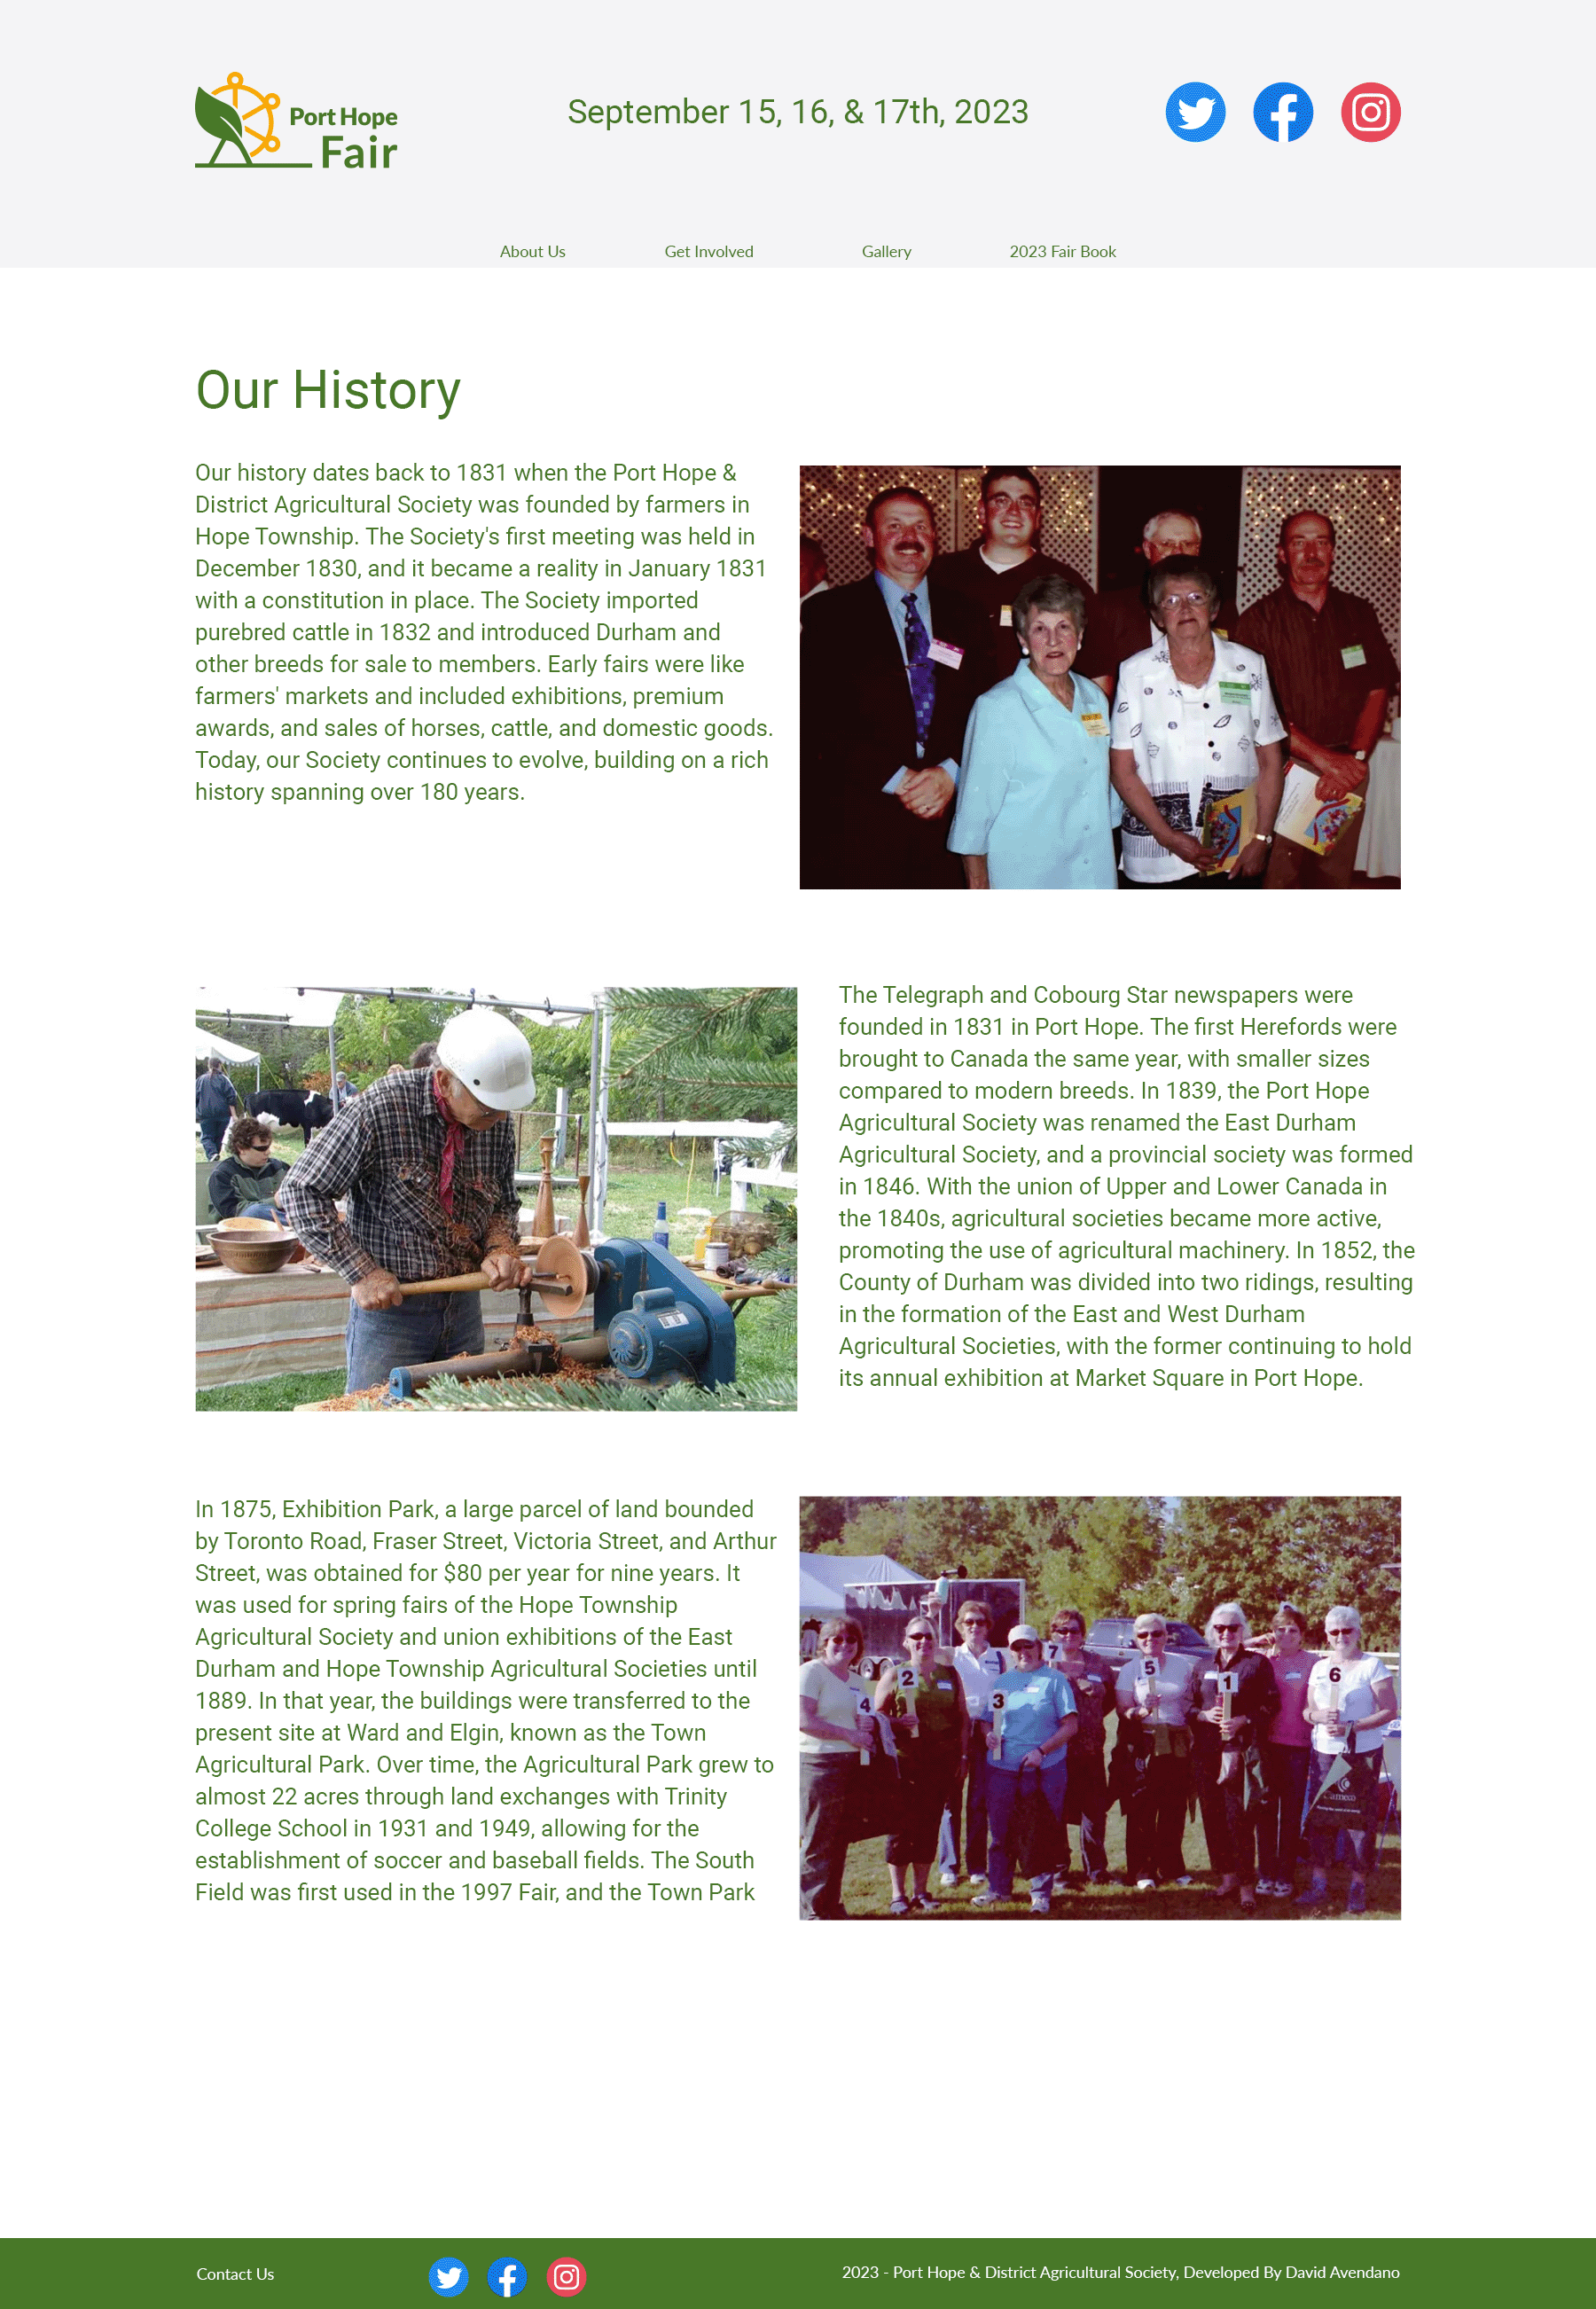 Port Hope
Fair
September 15, 16, & 17th, 2023
About Us
Get Involved
Gallery
2023 Fair Book
Our History
Our history dates back to 1831 when the Port Hope &
District Agricultural Society was founded by farmers in
Hope Township. The Society's first meeting was held in
December 1830, and it became a reality in January 1831
with a constitution in place. The Society imported
purebred cattle in 1832 and introduced Durham and
other breeds for sale to members. Early fairs were like
farmers' markets and included exhibitions, premium
awards, and sales of horses, cattle, and domestic goods.
Today, our Society continues to evolve, building on a rich
history spanning over 180 years.
The Telegraph and Cobourg Star newspapers were
founded in 1831 in Port Hope. The first Herefords were
brought to Canada the same year, with smaller sizes
compared to modern breeds. In 1839, the Port Hope
Agricultural Society was renamed the East Durham
Agricultural Society, and a provincial society was formed
in 1846. With the union of Upper and Lower Canada in
the 1840s, agricultural societies became more active,
promoting the use of agricultural machinery. In 1852, the
County of Durham was divided into two ridings, resulting
in the formation of the East and West Durham
Agricultural Societies, with the former continuing to hold
its annual exhibition at Market Square in Port Hope.
In 1875, Exhibition Park, a large parcel of land bounded
by Toronto Road, Fraser Street, Victoria Street, and Arthur
Street, was obtained for $80 per year for nine years. It
was used for spring fairs of the Hope Township
Agricultural Society and union exhibitions of the East
Durham and Hope Township Agricultural Societies until
1889. In that year, the buildings were transferred to the
present site at Ward and Elgin, known as the Town
Agricultural Park. Over time, the Agricultural Park grew to
almost 22 acres through land exchanges with Trinity
College School in 1931 and 1949, allowing for the
establishment of soccer and baseball fields. The South
Field was first used in the 1997 Fair, and the Town Park
4
2
3
7
5
1
6
Cameco
Contact Us
2023 - Port Hope & District Agricultural Society, Developed By David Avendano